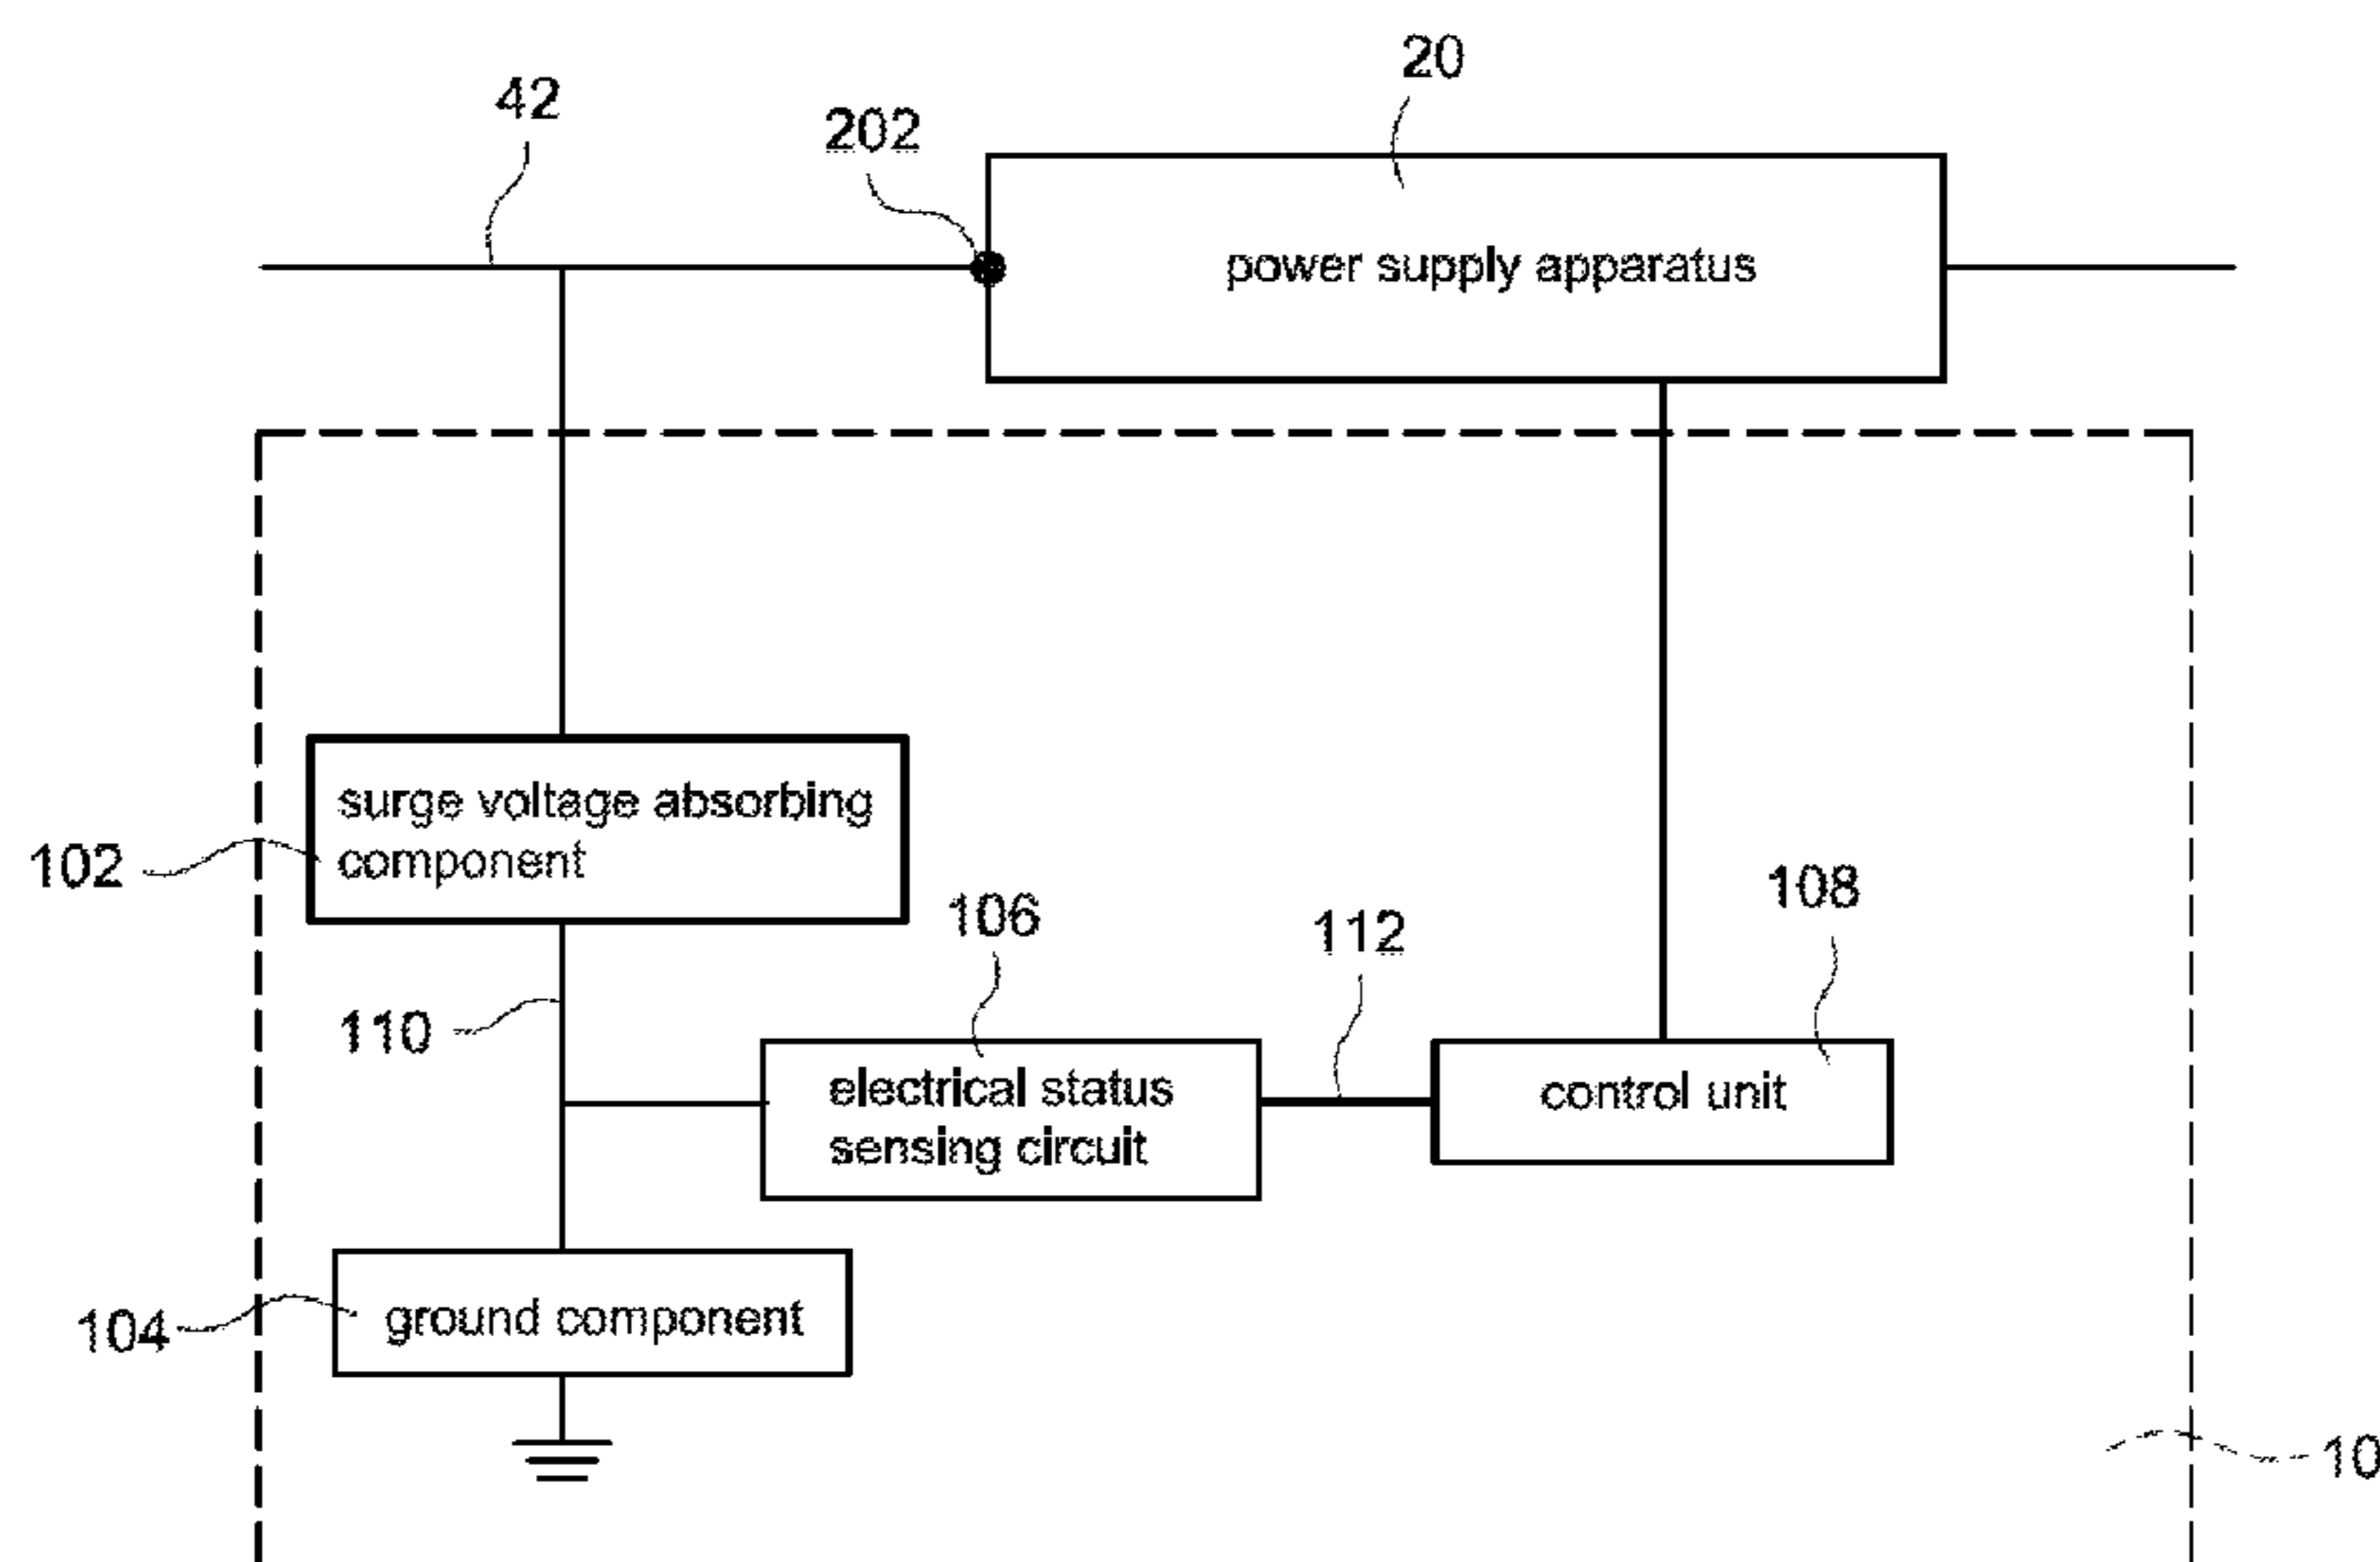 20
42
202
power supply apparatus
surge voltage absorbing
component
102
106
108
112
110
electrical status
sensing circuit
control unit
ground component
104
10